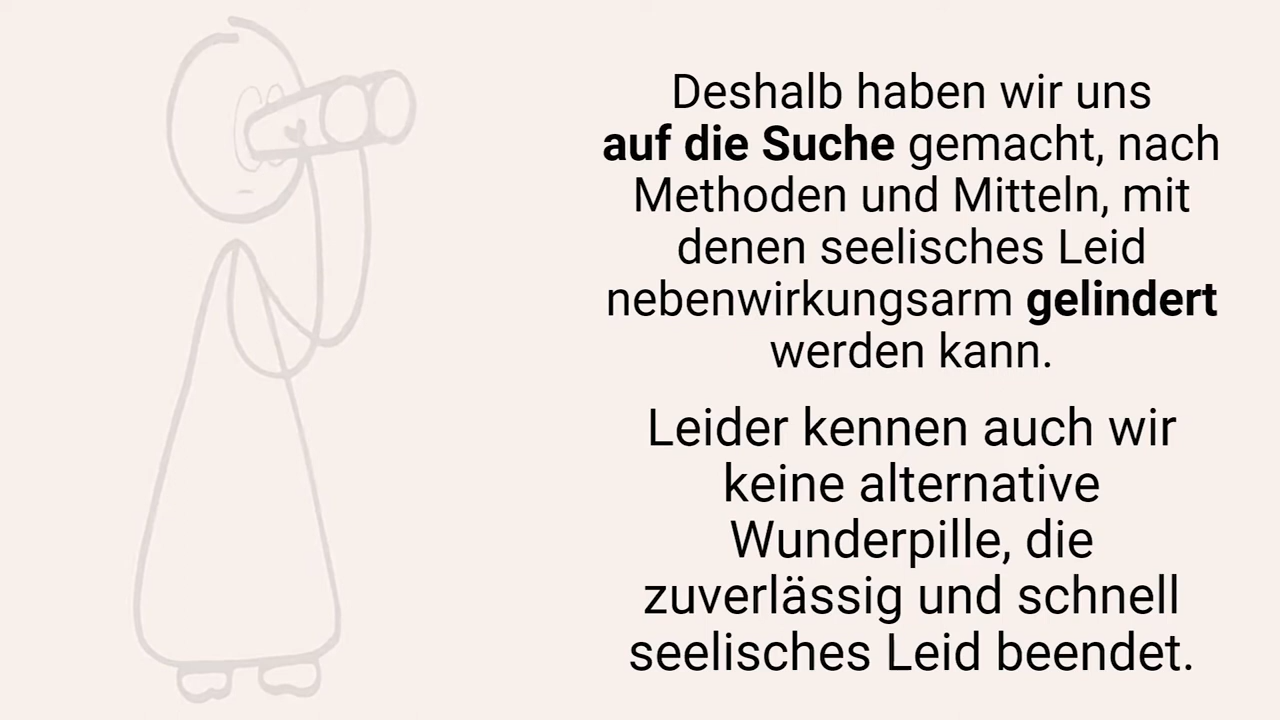 Deshalb haben wir uns
auf die Suche gemacht, nach
Methoden und Mitteln, mit
denen seelisches Leid
nebenwirkungsarm gelindert
werden kann.
Leider kennen auch wir
keine alternative
Wunderpille, die
zuverlässig und schnell
seelisches Leid beendet.